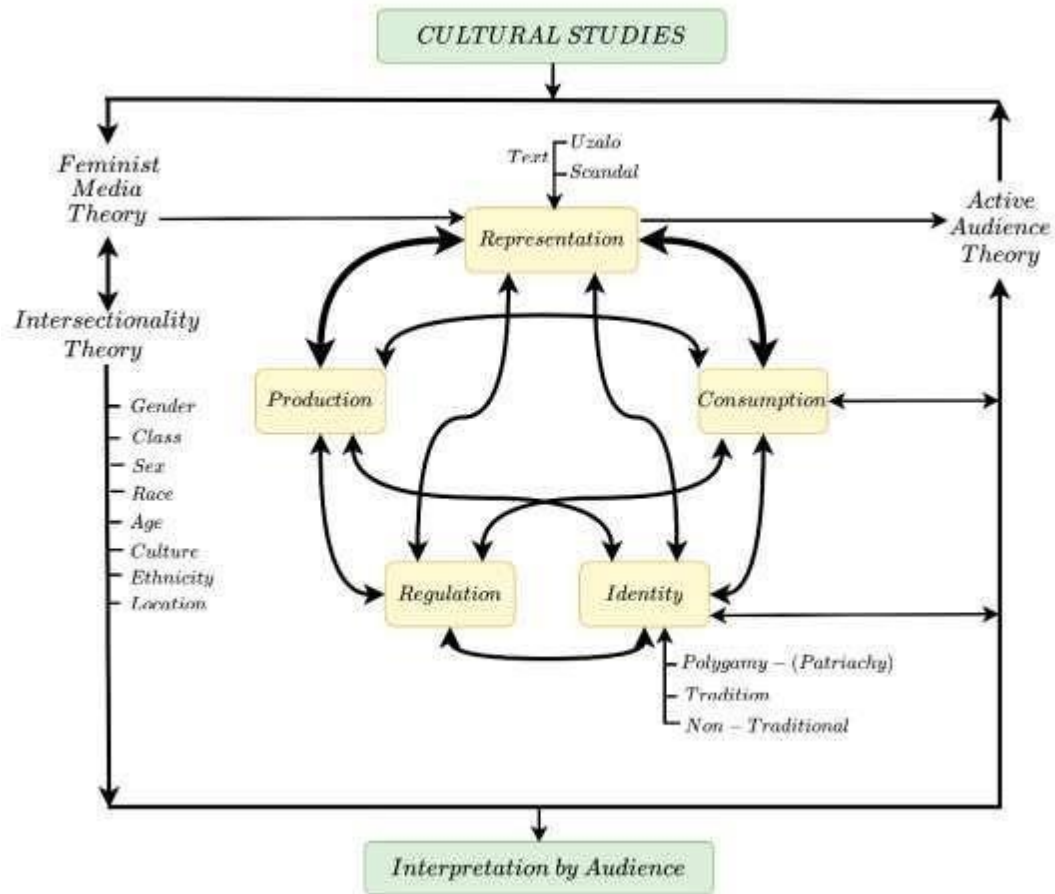 CULTURAL STUDIES
Feminist
Media
Theory
Text
Uzalo
Scandal
Representation
Active
Audience
Theory
Intersectionality
Theory
Production
Consumption
Gender
Class
Sex
Race
Age
Culture
Ethnicity
Location
Regulation
Identity
Polygamy – (Patriachy)
Tradition
Non – Traditional
Interpretation by Audience